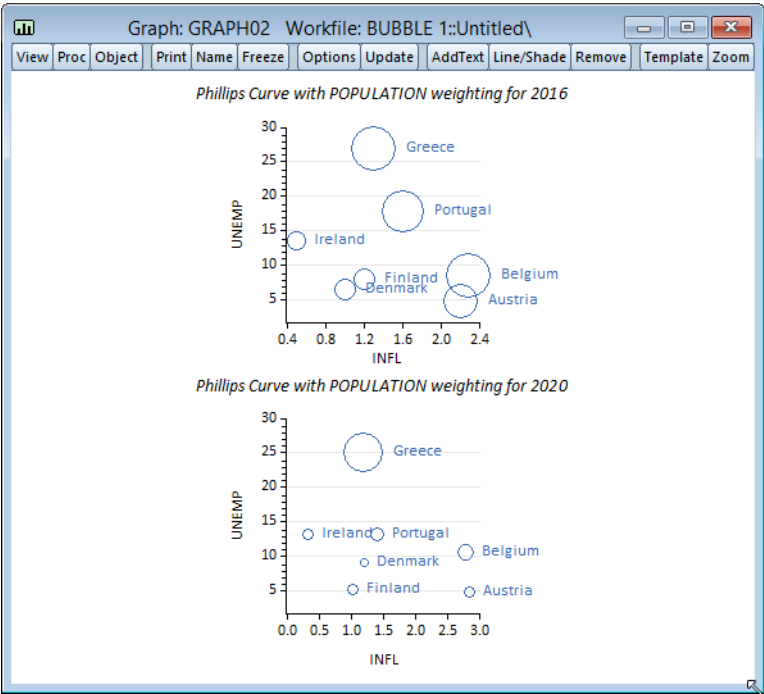 Graph: GRAPH02 Workfile: BUBBLE 1::Untitled\
View Proc Object Print Name Freeze Options Update AddText Line/Shade Remove Template Zoom
Phillips Curve with POPULATION weighting for 2016
30
Greece
25
20
Portugal
UNEMP
15
Ireland
10
Belgium
Finland
Denmark
5
Austria
0.4 0.8 1.2 1.6 2.0 2.4
INFL
Phillips Curve with POPULATION weighting for 2020
30
Greece
25
20
UNEMP
15
Ireland Portugal
10
Belgium
Denmark
5
Finland Austria
0.0 0.5 1.0 1.5 2.0 2.5 3.0
INFL